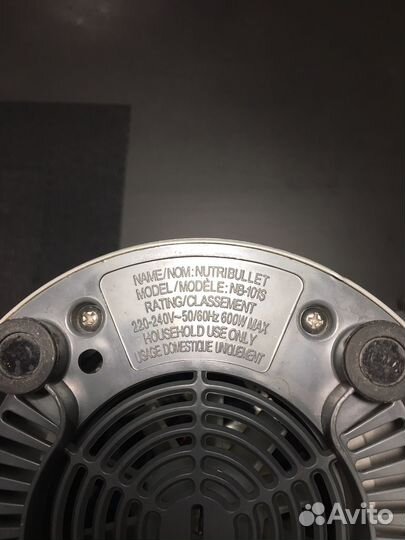 NAME/NOM: NUTRIBULLET
MODEL/MODÈLE: NB-101S
RATING/CLASSEMENT
220-240V~50/60Hz 600W MAX
HOUSEHOLD USE ONLY
USAGE DOMESTIQUE UNIQUEMENT
Avito